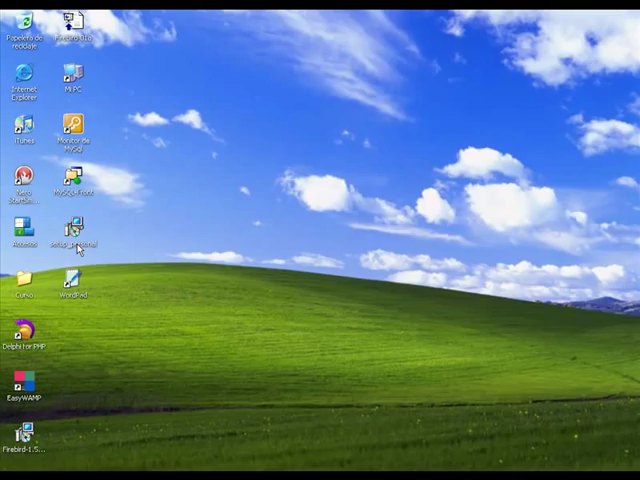 Papelera de
reciclaje
Internet
Explorer
Mi PC
iTunes
Monitor de
MySql
Nero
MySQL-Front
Accesos
setup_personal
Curso
WordPad
Delphi for PHP
EasyWAMP
Firebird-1.5...